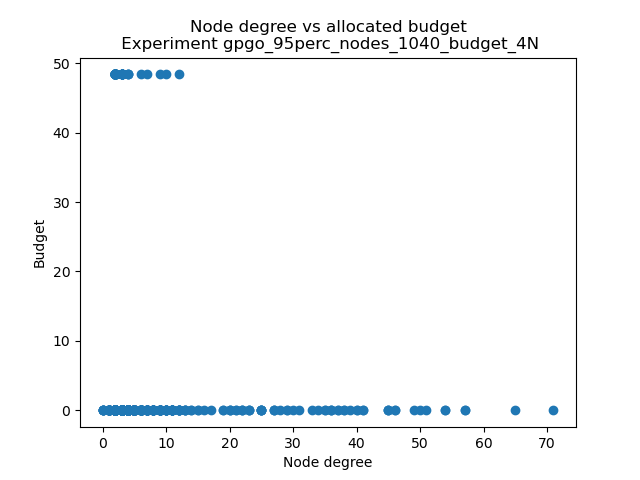 Node degree vs allocated budget
Experiment gpgo_95perc_nodes_1040_budget_4N
50
40
30
20
10
0
Budget
0 10 20 30 40 50 60 70
Node degree